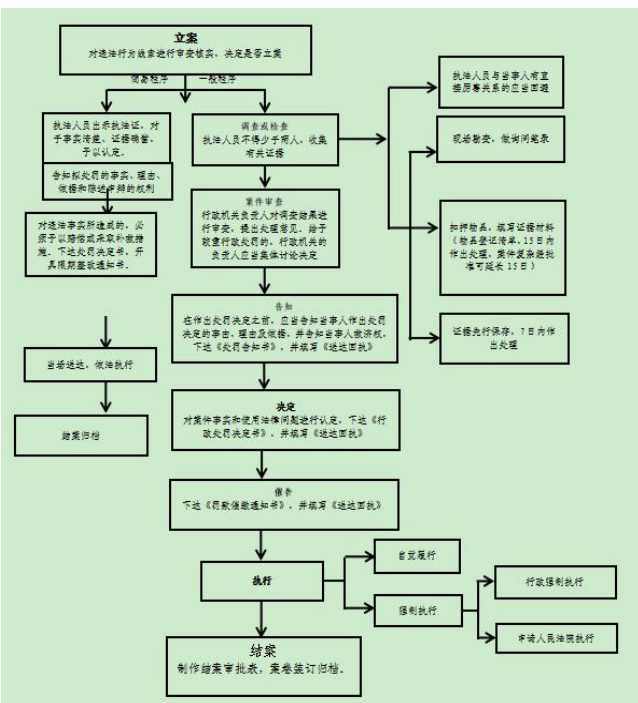 立案
对违法行为线索进行审查核实、决定是否立案
简易程序
一般程序
执法人员出示执法证，对
于事实清楚、证据确凿，
予以认定。
告知拟处罚的事实、理由、
依据和陈述申辩的权利
对违法事实所造成的，必
须予以赔偿或采取补救措
施。下达处罚决定书，开
具限期整改通知书。
当场送达、依法执行
结案归档
调查或检查
执法人员不得少于两人，收集
有关证据
案件审查
行政机关负责人对调查结果进
行审查，提出处理意见。给予
较重行政处罚的，行政机关的
负责人应当集体讨论决定
告知
在作出处罚决定之前，应当告知当事人作出处罚
决定的事由、理由及依据，并告知当事人救济权，
下达《处罚告知书》，并填写《送达回执》
决定
对案件事实和使用法律问题进行认定，下达《行
政处罚决定书》，并填写《送达回执》
催告
下达《罚款催缴通知书》、并填写《送达回执》
执行
自觉履行
强制执行
行政强制执行
申请人民法院执行
结案
制作结案审批表，案卷装订归档。
执法人员与当事人有直
接厉害关系的应当回避
现场勘查、做询问笔录
扣押物品，填写证据材料
（物品登记清单，15日内
作出处理，案件复杂经批
准可延长15日）
证据先行保存，7日内作
出处理